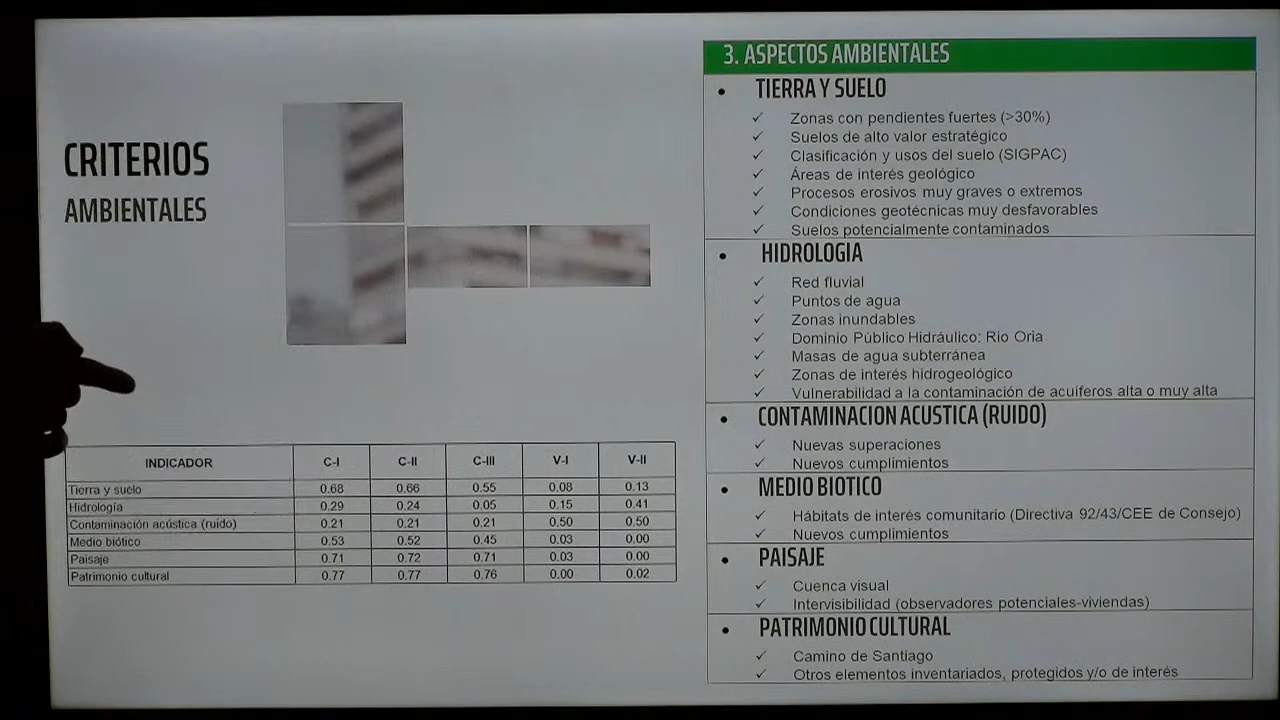 CRITERIOS
AMBIENTALES
INDICADOR C-I C-II C-III V-I V-II
Tierra y suelo 0.68 0.66 0.55 0.08 0.13
Hidrología 0.29 0.24 0.05 0.15 0.41
Contaminación acústica (ruido) 0.21 0.21 0.21 0.50 0.50
Medio biótico 0.53 0.52 0.45 0.03 0.00
Paisaje 0.71 0.72 0.71 0.03 0.00
Patrimonio cultural 0.77 0.77 0.76 0.00 0.02
3. ASPECTOS AMBIENTALES
• TIERRA Y SUELO
✓ Zonas con pendientes fuertes (>30%)
✓ Suelos de alto valor estratégico
✓ Clasificación y usos del suelo (SIGPAC)
✓ Áreas de interés geológico
✓ Procesos erosivos muy graves o extremos
✓ Condiciones geotécnicas muy desfavorables
✓ Suelos potencialmente contaminados
• HIDROLOGIA
✓ Red fluvial
✓ Puntos de agua
✓ Zonas inundables
✓ Dominio Público Hidráulico: Río Oria
✓ Masas de agua subterránea
✓ Zonas de interés hidrogeológico
✓ Vulnerabilidad a la contaminación de acuíferos alta o muy alta
• CONTAMINACION ACUSTICA (RUIDO)
✓ Nuevas superaciones
✓ Nuevos cumplimientos
• MEDIO BIOTICO
✓ Hábitats de interés comunitario (Directiva 92/43/CEE de Consejo)
✓ Nuevos cumplimientos
• PAISAJE
✓ Cuenca visual
✓ Intervisibilidad (observadores potenciales-viviendas)
• PATRIMONIO CULTURAL
✓ Camino de Santiago
✓ Otros elementos inventariados, protegidos y/o de interés